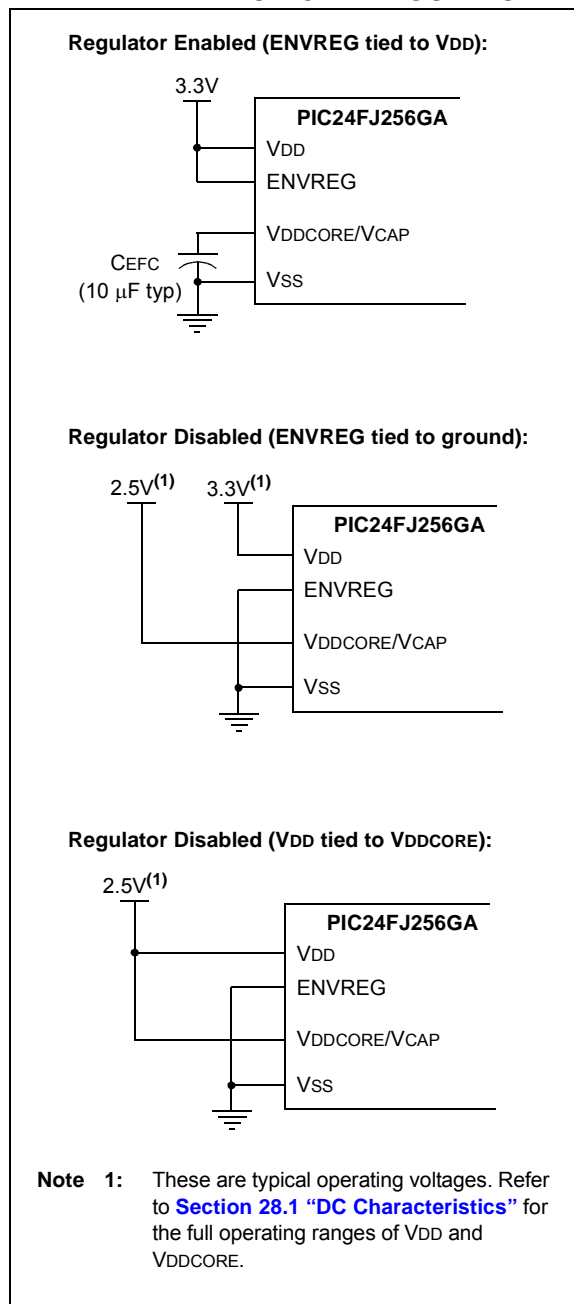 Regulator Enabled (ENVREG tied to VDD):
3.3V
PIC24FJ256GA
VDD
ENVREG
VDDCORE/VCAP
CEFC
(10 μF typ)
VSS
Regulator Disabled (ENVREG tied to ground):
2.5V(1) 3.3V(1)
PIC24FJ256GA
VDD
ENVREG
VDDCORE/VCAP
VSS
Regulator Disabled (VDD tied to VDDCORE):
2.5V(1)
PIC24FJ256GA
VDD
ENVREG
VDDCORE/VCAP
VSS
Note 1: These are typical operating voltages. Refer
to Section 28.1 “DC Characteristics” for
the full operating ranges of VDD and
VDDCORE.